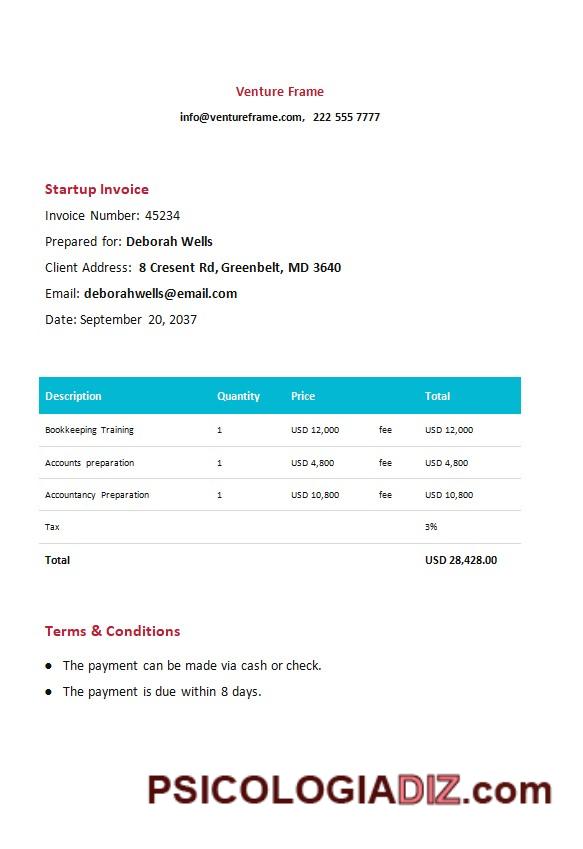 Venture Frame
info@ventureframe.com, 222 555 7777
Startup Invoice
Invoice Number: 45234
Prepared for: Deborah Wells
Client Address: 8 Cresent Rd, Greenbelt, MD 3640
Email: deborahwells@email.com
Date: September 20, 2037
Description Quantity Price Total
Bookkeeping Training 1 USD 12,000 fee USD 12,000
Accounts preparation 1 USD 4,800 fee USD 4,800
Accountancy Preparation 1 USD 10,800 fee USD 10,800
Tax 3%
Total USD 28,428.00
Terms & Conditions
● The payment can be made via cash or check.
● The payment is due within 8 days.
PSICOLOGIADIZ.com